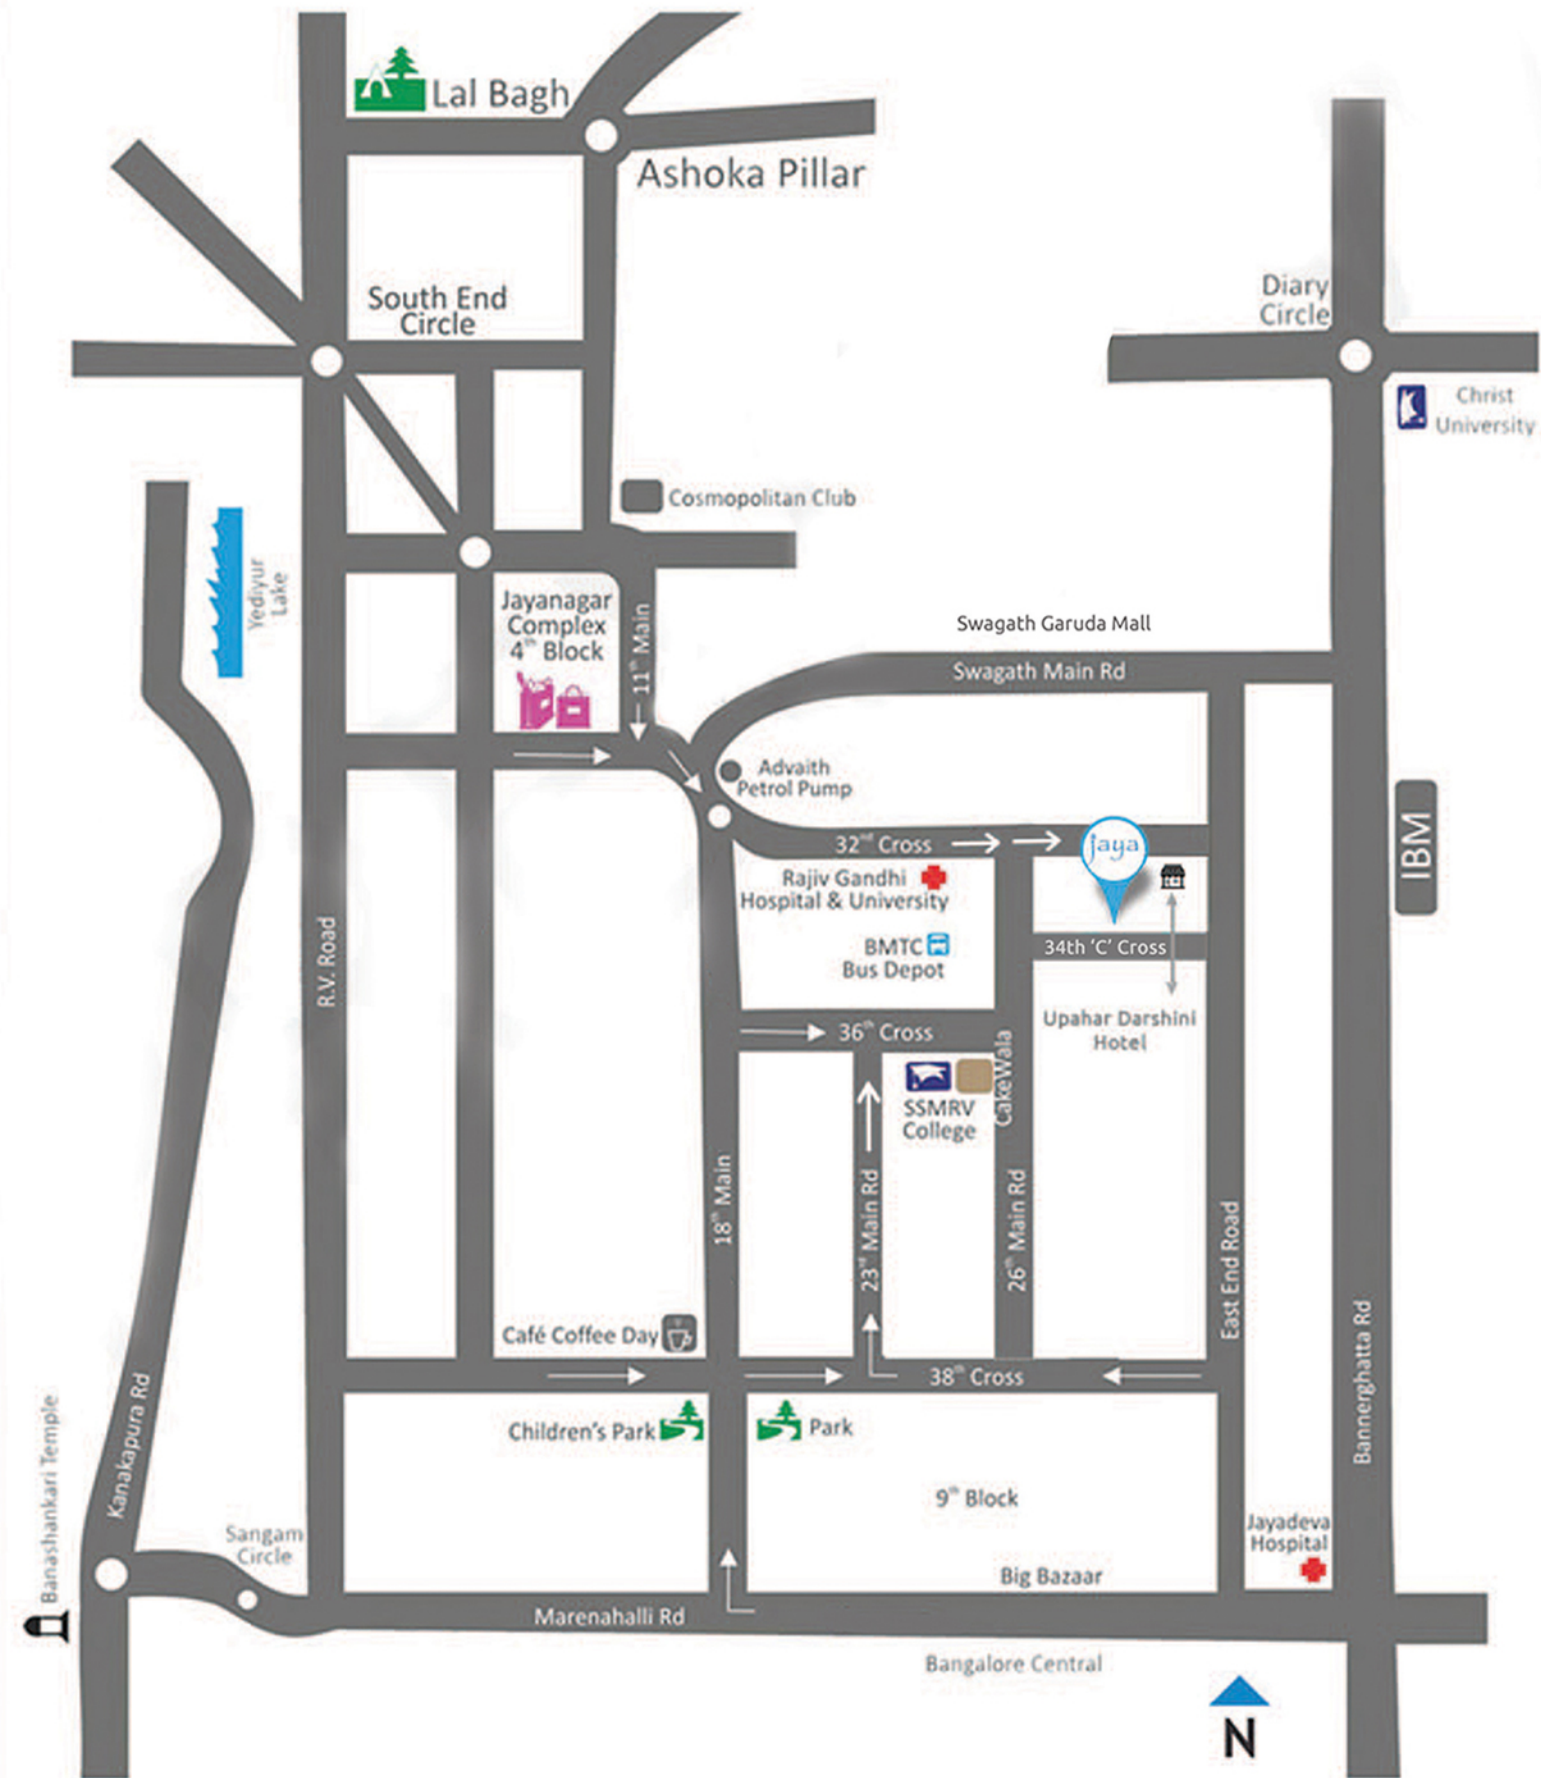 Lal Bagh
Ashoka Pillar
South End
Circle
Diary
Circle
Christ
University
Cosmopolitan Club
Yediyur
Lake
Jayanagar
Complex
4th Block
11th Main
Swagath Garuda Mall
Swagath Main Rd
Advaith
Petrol Pump
32nd Cross
Jaya
IBM
Rajiv Gandhi
Hospital & University
BMTC
Bus Depot
34th 'C' Cross
R.V. Road
36th Cross
Upahar Darshini
Hotel
CakeWala
SSMRV
College
18th Main
23rd Main Rd
26th Main Rd
East End Road
Bannerghatta Rd
Café Coffee Day
38th Cross
Kanakapura Rd
Banashankari Temple
Children's Park
Park
9th Block
Sangam
Circle
Jayadeva
Hospital
Big Bazaar
Marenahalli Rd
Bangalore Central
N